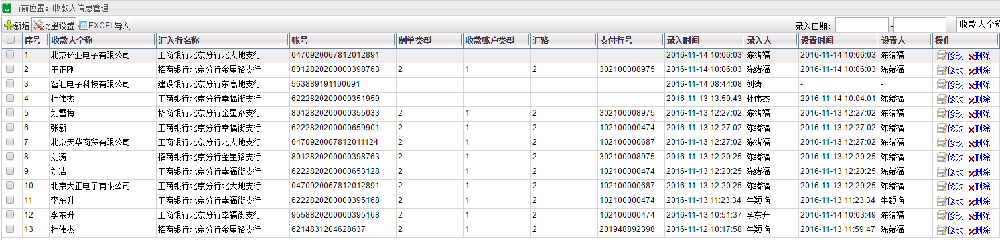 当前位置：收款人信息管理
新增 批量设置 EXCEL导入 录入日期： - 收款人全称
序号 收款人全称 汇入行名称 账号 制单类型 收款账户类型 汇路 支付行号 录入时间 录入人 设置时间 设置人 操作
1 北京环亚电子有限公司 工商银行北京分行北大地支行 0470920067812012891 2016-11-14 10:06:03 陈绪福 2016-11-14 10:06:03 陈绪福 修改 删除
2 王正刚 招商银行北京分行金星路支行 8012820200000398763 2 1 2 302100008975 2016-11-14 10:06:03 陈绪福 2016-11-14 10:06:03 陈绪福 修改 删除
3 智汇电子科技有限公司 建设银行北京分行东高地支行 563889191100091 2016-11-14 08:44:08 刘涛 - - 修改 删除
4 杜伟杰 工商银行北京分行幸福街支行 6222820200000351959 2016-11-13 13:59:43 杜伟杰 2016-11-14 10:04:01 陈绪福 修改 删除
5 刘雪梅 招商银行北京分行金星路支行 8012820200000355033 2 1 2 302100008975 2016-11-13 12:27:02 陈绪福 2016-11-13 12:27:02 陈绪福 修改 删除
6 张新 工商银行北京分行幸福街支行 6222820200000659901 2 1 2 102100000474 2016-11-13 12:27:02 陈绪福 2016-11-13 12:27:02 陈绪福 修改 删除
7 北京天华商贸有限公司 工商银行北京分行北大地支行 0470920067812011124 2 1 2 102100000687 2016-11-13 12:27:02 陈绪福 2016-11-13 12:27:02 陈绪福 修改 删除
8 刘涛 招商银行北京分行金星路支行 8012820200000398763 2 1 2 302100008975 2016-11-13 12:20:25 陈绪福 2016-11-13 12:20:25 陈绪福 修改 删除
9 刘洁 工商银行北京分行幸福街支行 6222820200000653128 2 1 2 102100000474 2016-11-13 12:20:25 陈绪福 2016-11-13 12:20:25 陈绪福 修改 删除
10 北京大正电子有限公司 工商银行北京分行北大地支行 0470920067812012891 2 1 2 102100000687 2016-11-13 12:20:25 陈绪福 2016-11-13 12:20:25 陈绪福 修改 删除
11 李东升 工商银行北京分行幸福街支行 6222820200000395168 2 1 2 102100000474 2016-11-13 11:23:34 牛颖艳 2016-11-13 11:23:34 牛颖艳 修改 删除
12 李东升 工商银行北京分行幸福街支行 9558820200000395168 2 1 2 102100000474 2016-11-13 10:51:37 李东升 2016-11-14 10:03:49 陈绪福 修改 删除
13 杜伟杰 招商银行北京分行金星路支行 6214831204628637 2 1 2 201948892398 2016-11-12 10:17:58 牛颖艳 2016-11-13 11:59:47 陈绪福 修改 删除